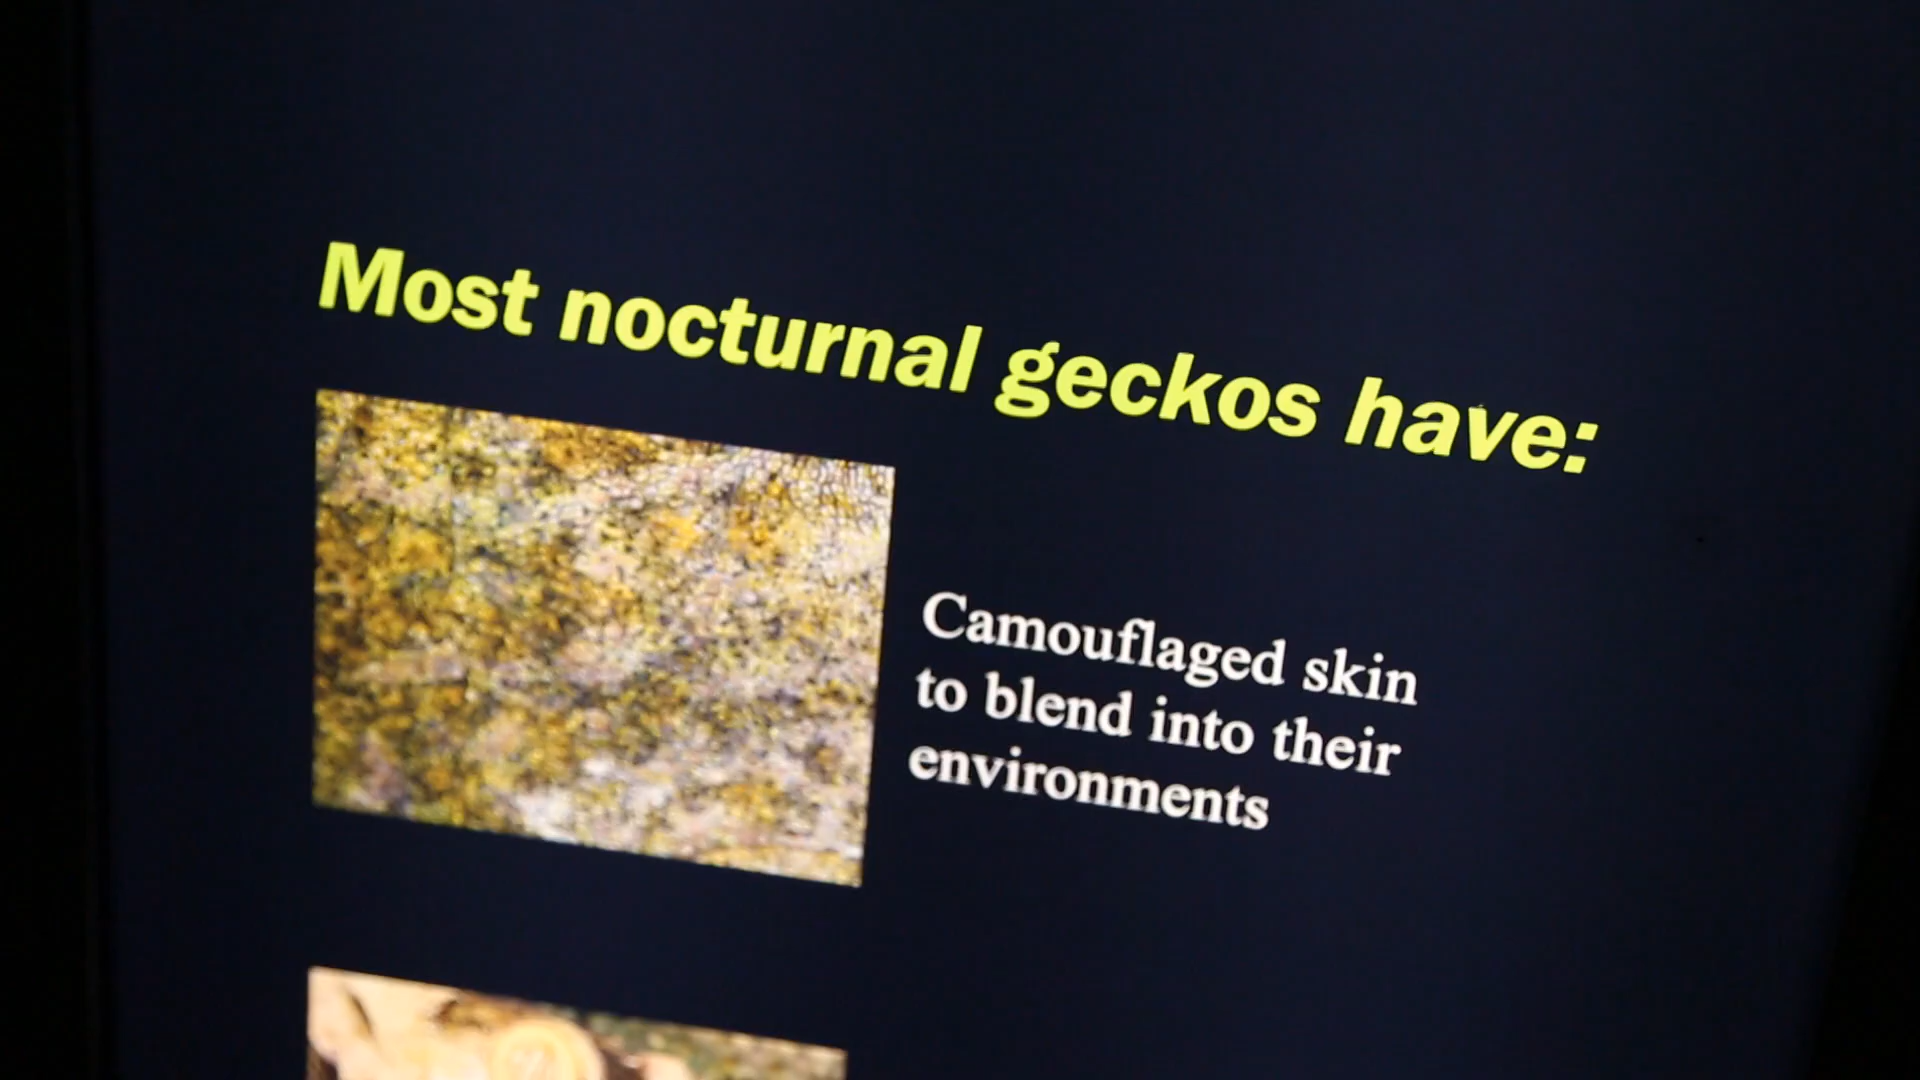 Most nocturnal geckos have:
Camouflaged skin
to blend into their
environments